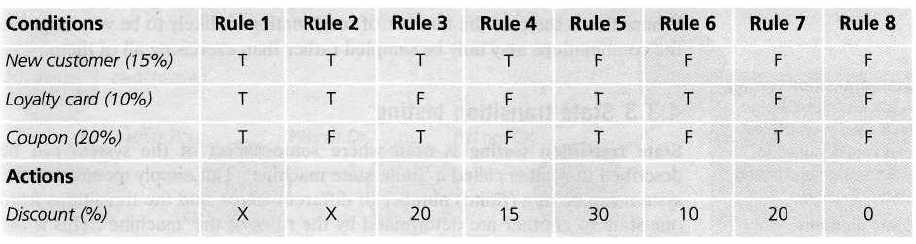 Conditions Rule 1 Rule 2 Rule 3 Rule 4 Rule 5 Rule 6 Rule 7 Rule 8
New customer (15%) T T T T F F F F
Loyalty card (10%) T T F F T T F F
Coupon (20%) T F T F T F T F
Actions
Discount (%) X X 20 15 30 10 20 0